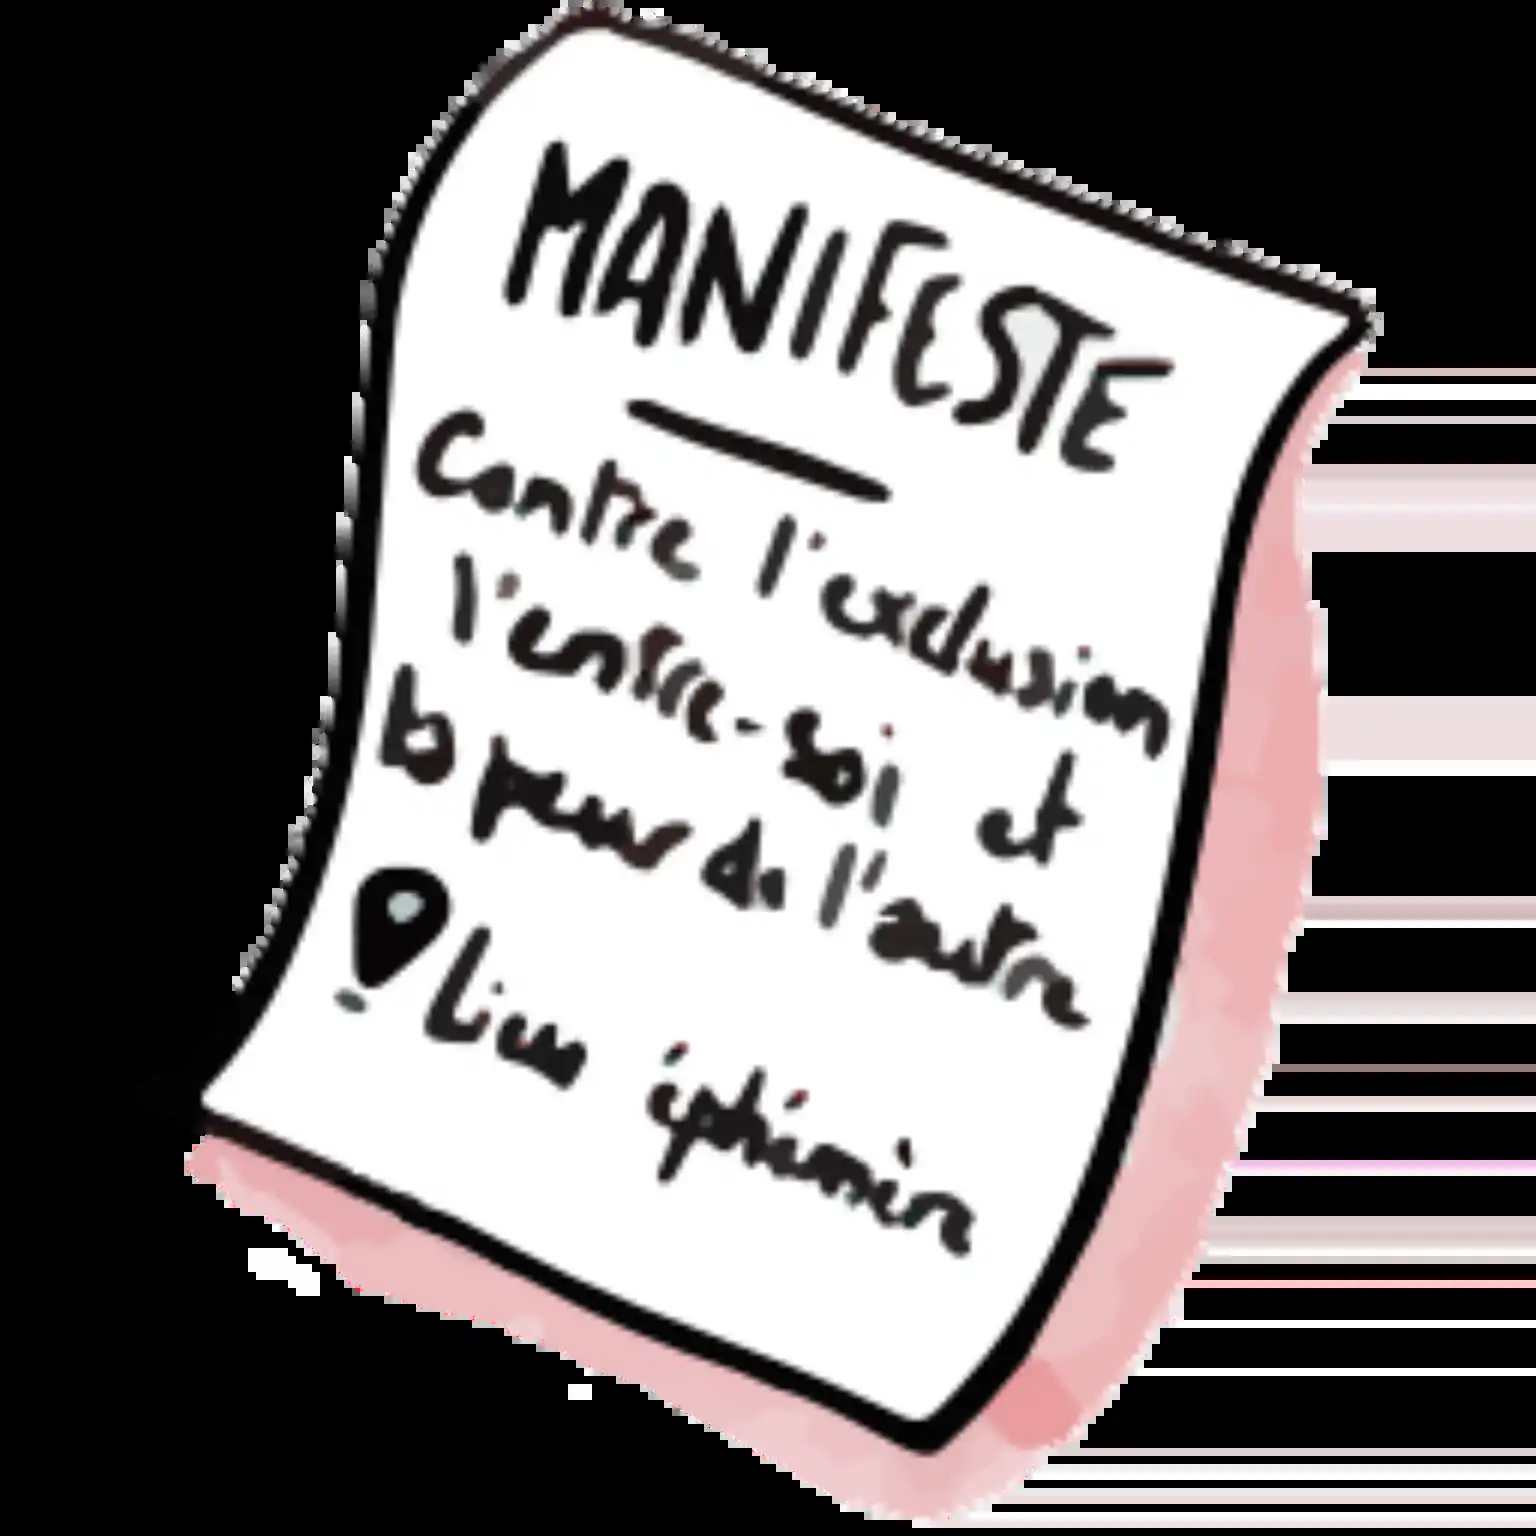 MANIFESTE
Contre l'exclusion
l'entre-soi et
la peur de l'autre
Lieu éphémère